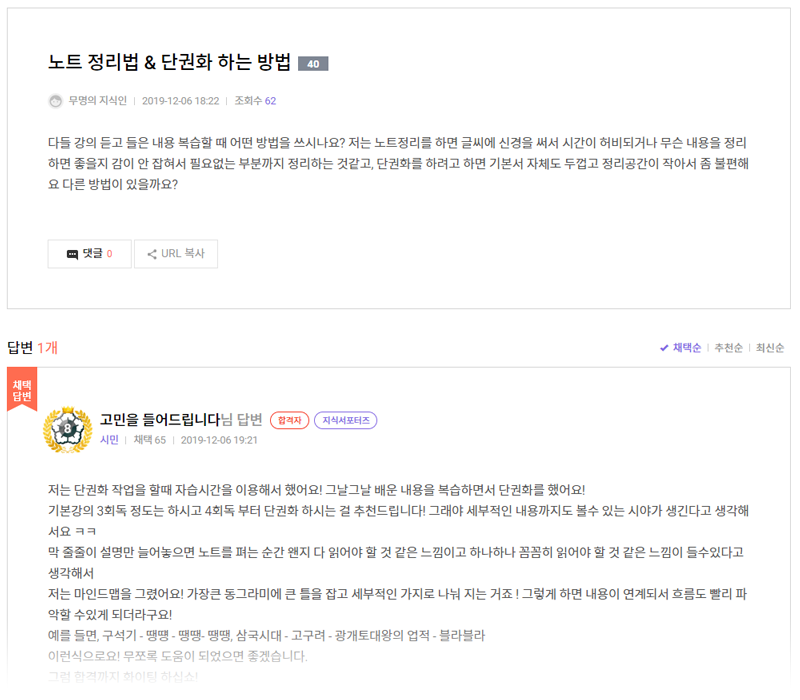 노트 정리법 & 단권화 하는 방법 40
무명의 지식인 | 2019-12-06 18:22 | 조회수 62
다들 강의 듣고 들은 내용 복습할 때 어떤 방법을 쓰시나요? 저는 노트정리를 하면 글씨에 신경을 써서 시간이 허비되거나 무슨 내용을 정리
하면 좋을지 감이 안 잡혀서 필요없는 부분까지 정리하는 것같고, 단권화를 하려고 하면 기본서 자체도 두껍고 정리공간이 작아서 좀 불편해
요 다른 방법이 있을까요?
댓글 0 URL 복사
답변 1개 채택순 | 추천순 | 최신순
채택
답변
고민을 들어드립니다님 답변 합격자 지식서포터즈
8
시민 | 채택 65 | 2019-12-06 19:21
저는 단권화 작업을 할때 자습시간을 이용해서 했어요! 그날그날 배운 내용을 복습하면서 단권화를 했어요!
기본강의 3회독 정도는 하시고 4회독 부터 단권화 하시는 걸 추천드립니다! 그래야 세부적인 내용까지도 볼수 있는 시야가 생긴다고 생각해
서요 ㅋㅋ
막 줄줄이 설명만 늘어놓으면 노트를 펴는 순간 왠지 다 읽어야 할 것 같은 느낌이고 하나하나 꼼꼼히 읽어야 할 것 같은 느낌이 들수있다고
생각해서
저는 마인드맵을 그렸어요! 가장큰 동그라미에 큰 틀을 잡고 세부적인 가지로 나눠 지는 거죠 ! 그렇게 하면 내용이 연계되서 흐름도 빨리 파
악할 수있게 되더라구요!
예를 들면, 구석기 - 땡땡 - 땡땡- 땡땡, 삼국시대 - 고구려 - 광개토대왕의 업적 - 블라블라
이런식으로요! 무쪼록 도움이 되었으면 좋겠습니다.
그럼 합격까지 화이팅 하십쇼!